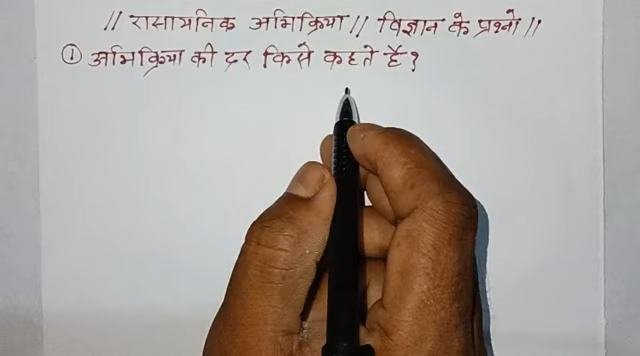 // रासायनिक अभिक्रिया // विज्ञान के प्रश्नो //
① अभिक्रिया की दर किसे कहते है ?